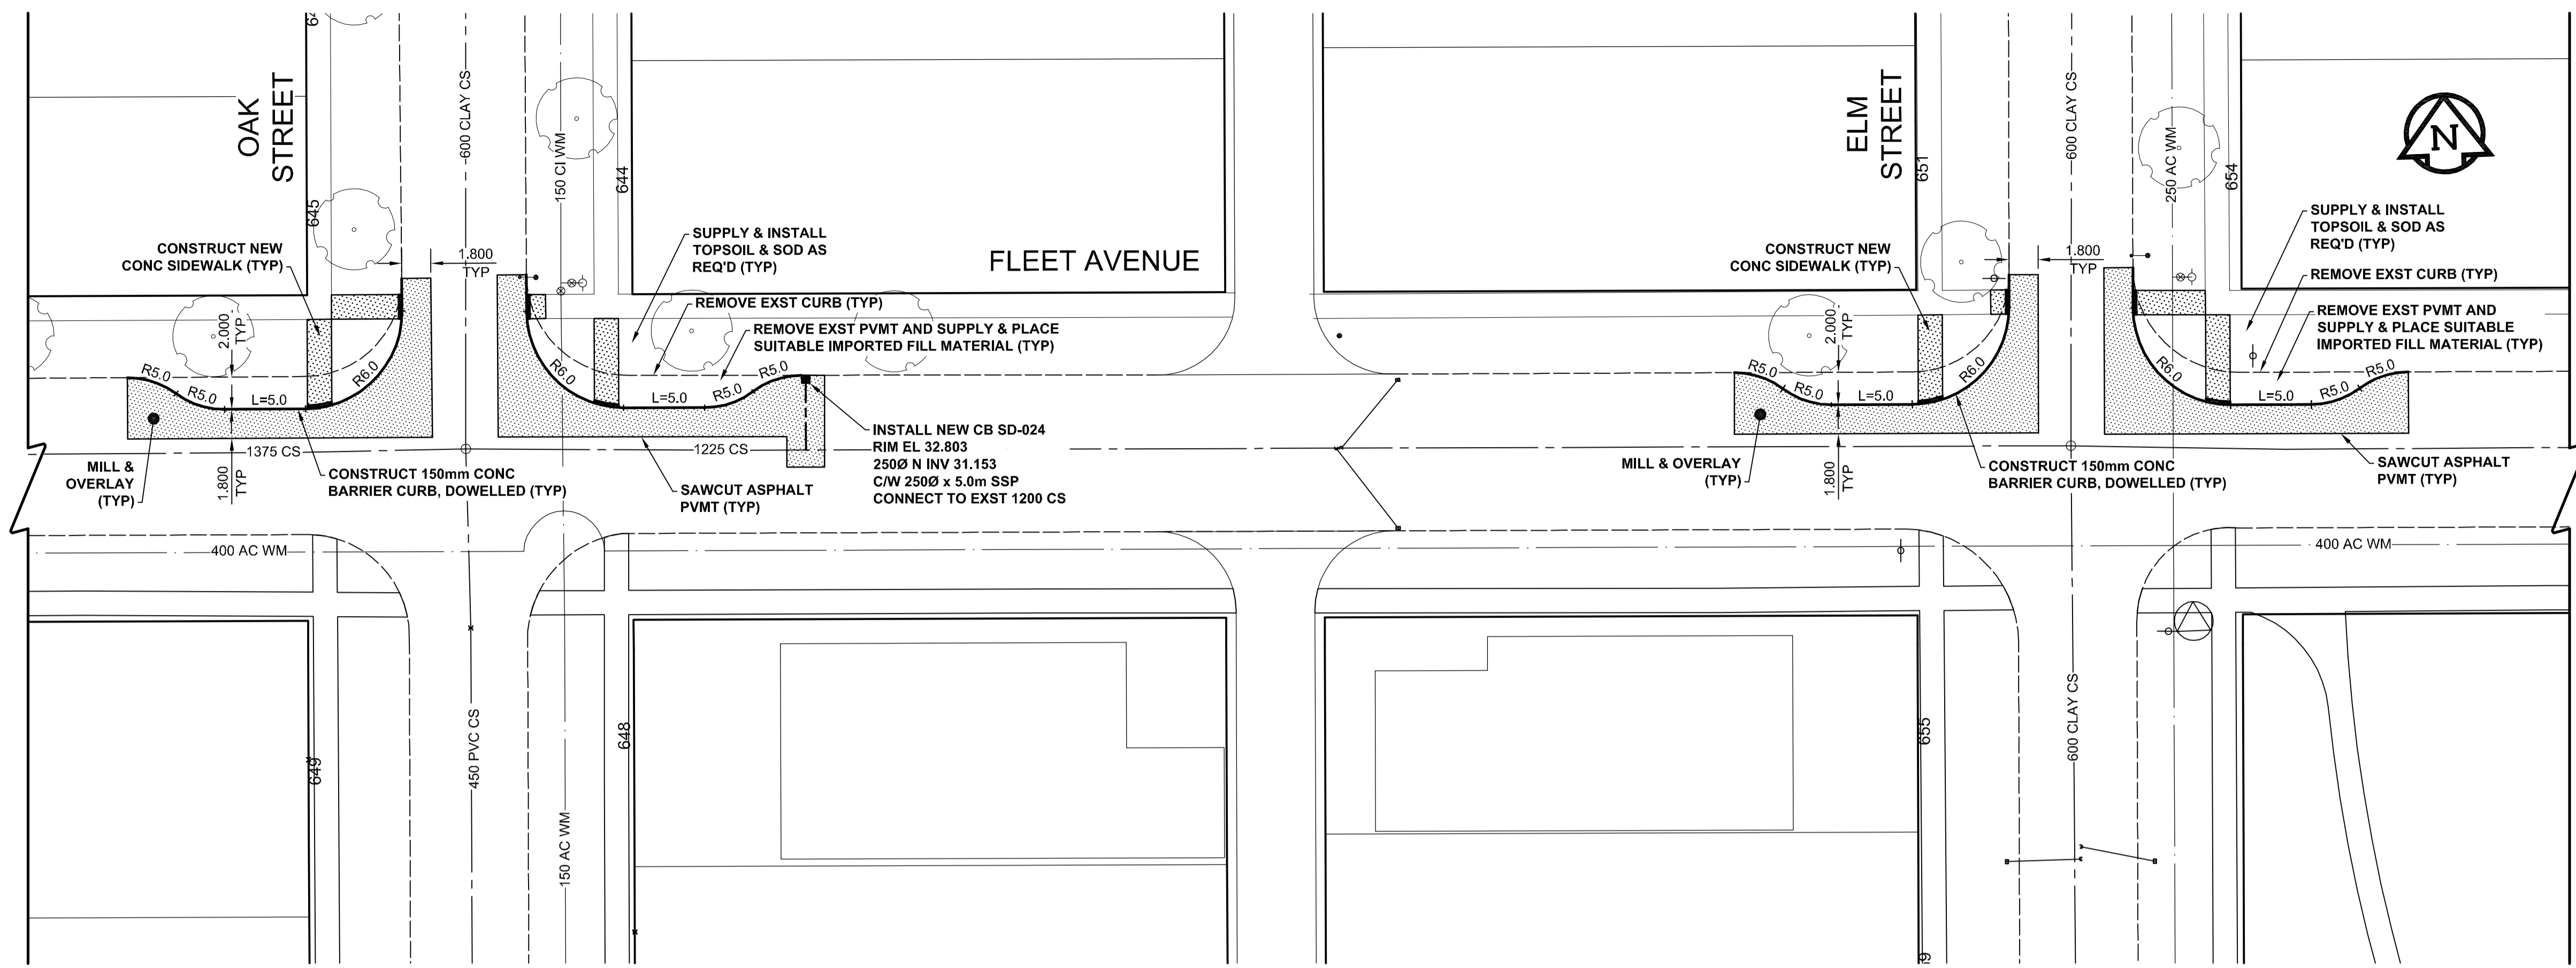 OAK
STREET
64
645
600 CLAY CS
150 CI WM
644
CONSTRUCT NEW
CONC SIDEWALK (TYP)
1.800
TYP
SUPPLY & INSTALL
TOPSOIL & SOD AS
REQ'D (TYP)
REMOVE EXST CURB (TYP)
REMOVE EXST PVMT AND SUPPLY & PLACE
SUITABLE IMPORTED FILL MATERIAL (TYP)
FLEET AVENUE
2.000
TYP
R5.0
R5.0
L=5.0
R6.0
R6.0
L=5.0
R5.0
R5.0
INSTALL NEW CB SD-024
RIM EL 32.803
250Ø N INV 31.153
C/W 250Ø x 5.0m SSP
CONNECT TO EXST 1200 CS
1375 CS
1225 CS
MILL &
OVERLAY
(TYP)
1.800
TYP
CONSTRUCT 150mm CONC
BARRIER CURB, DOWELLED (TYP)
SAWCUT ASPHALT
PVMT (TYP)
400 AC WM
450 PVC CS
150 AC WM
649
648
ELM
STREET
651
600 CLAY CS
250 AC WM
654
N
CONSTRUCT NEW
CONC SIDEWALK (TYP)
1.800
TYP
SUPPLY & INSTALL
TOPSOIL & SOD AS
REQ'D (TYP)
REMOVE EXST CURB (TYP)
REMOVE EXST PVMT AND
SUPPLY & PLACE SUITABLE
IMPORTED FILL MATERIAL (TYP)
2.000
TYP
R5.0
R5.0
L=5.0
R6.0
R6.0
L=5.0
R5.0
R5.0
MILL & OVERLAY
(TYP)
1.800
TYP
CONSTRUCT 150mm CONC
BARRIER CURB, DOWELLED (TYP)
SAWCUT ASPHALT
PVMT (TYP)
400 AC WM
655
600 CLAY CS
9